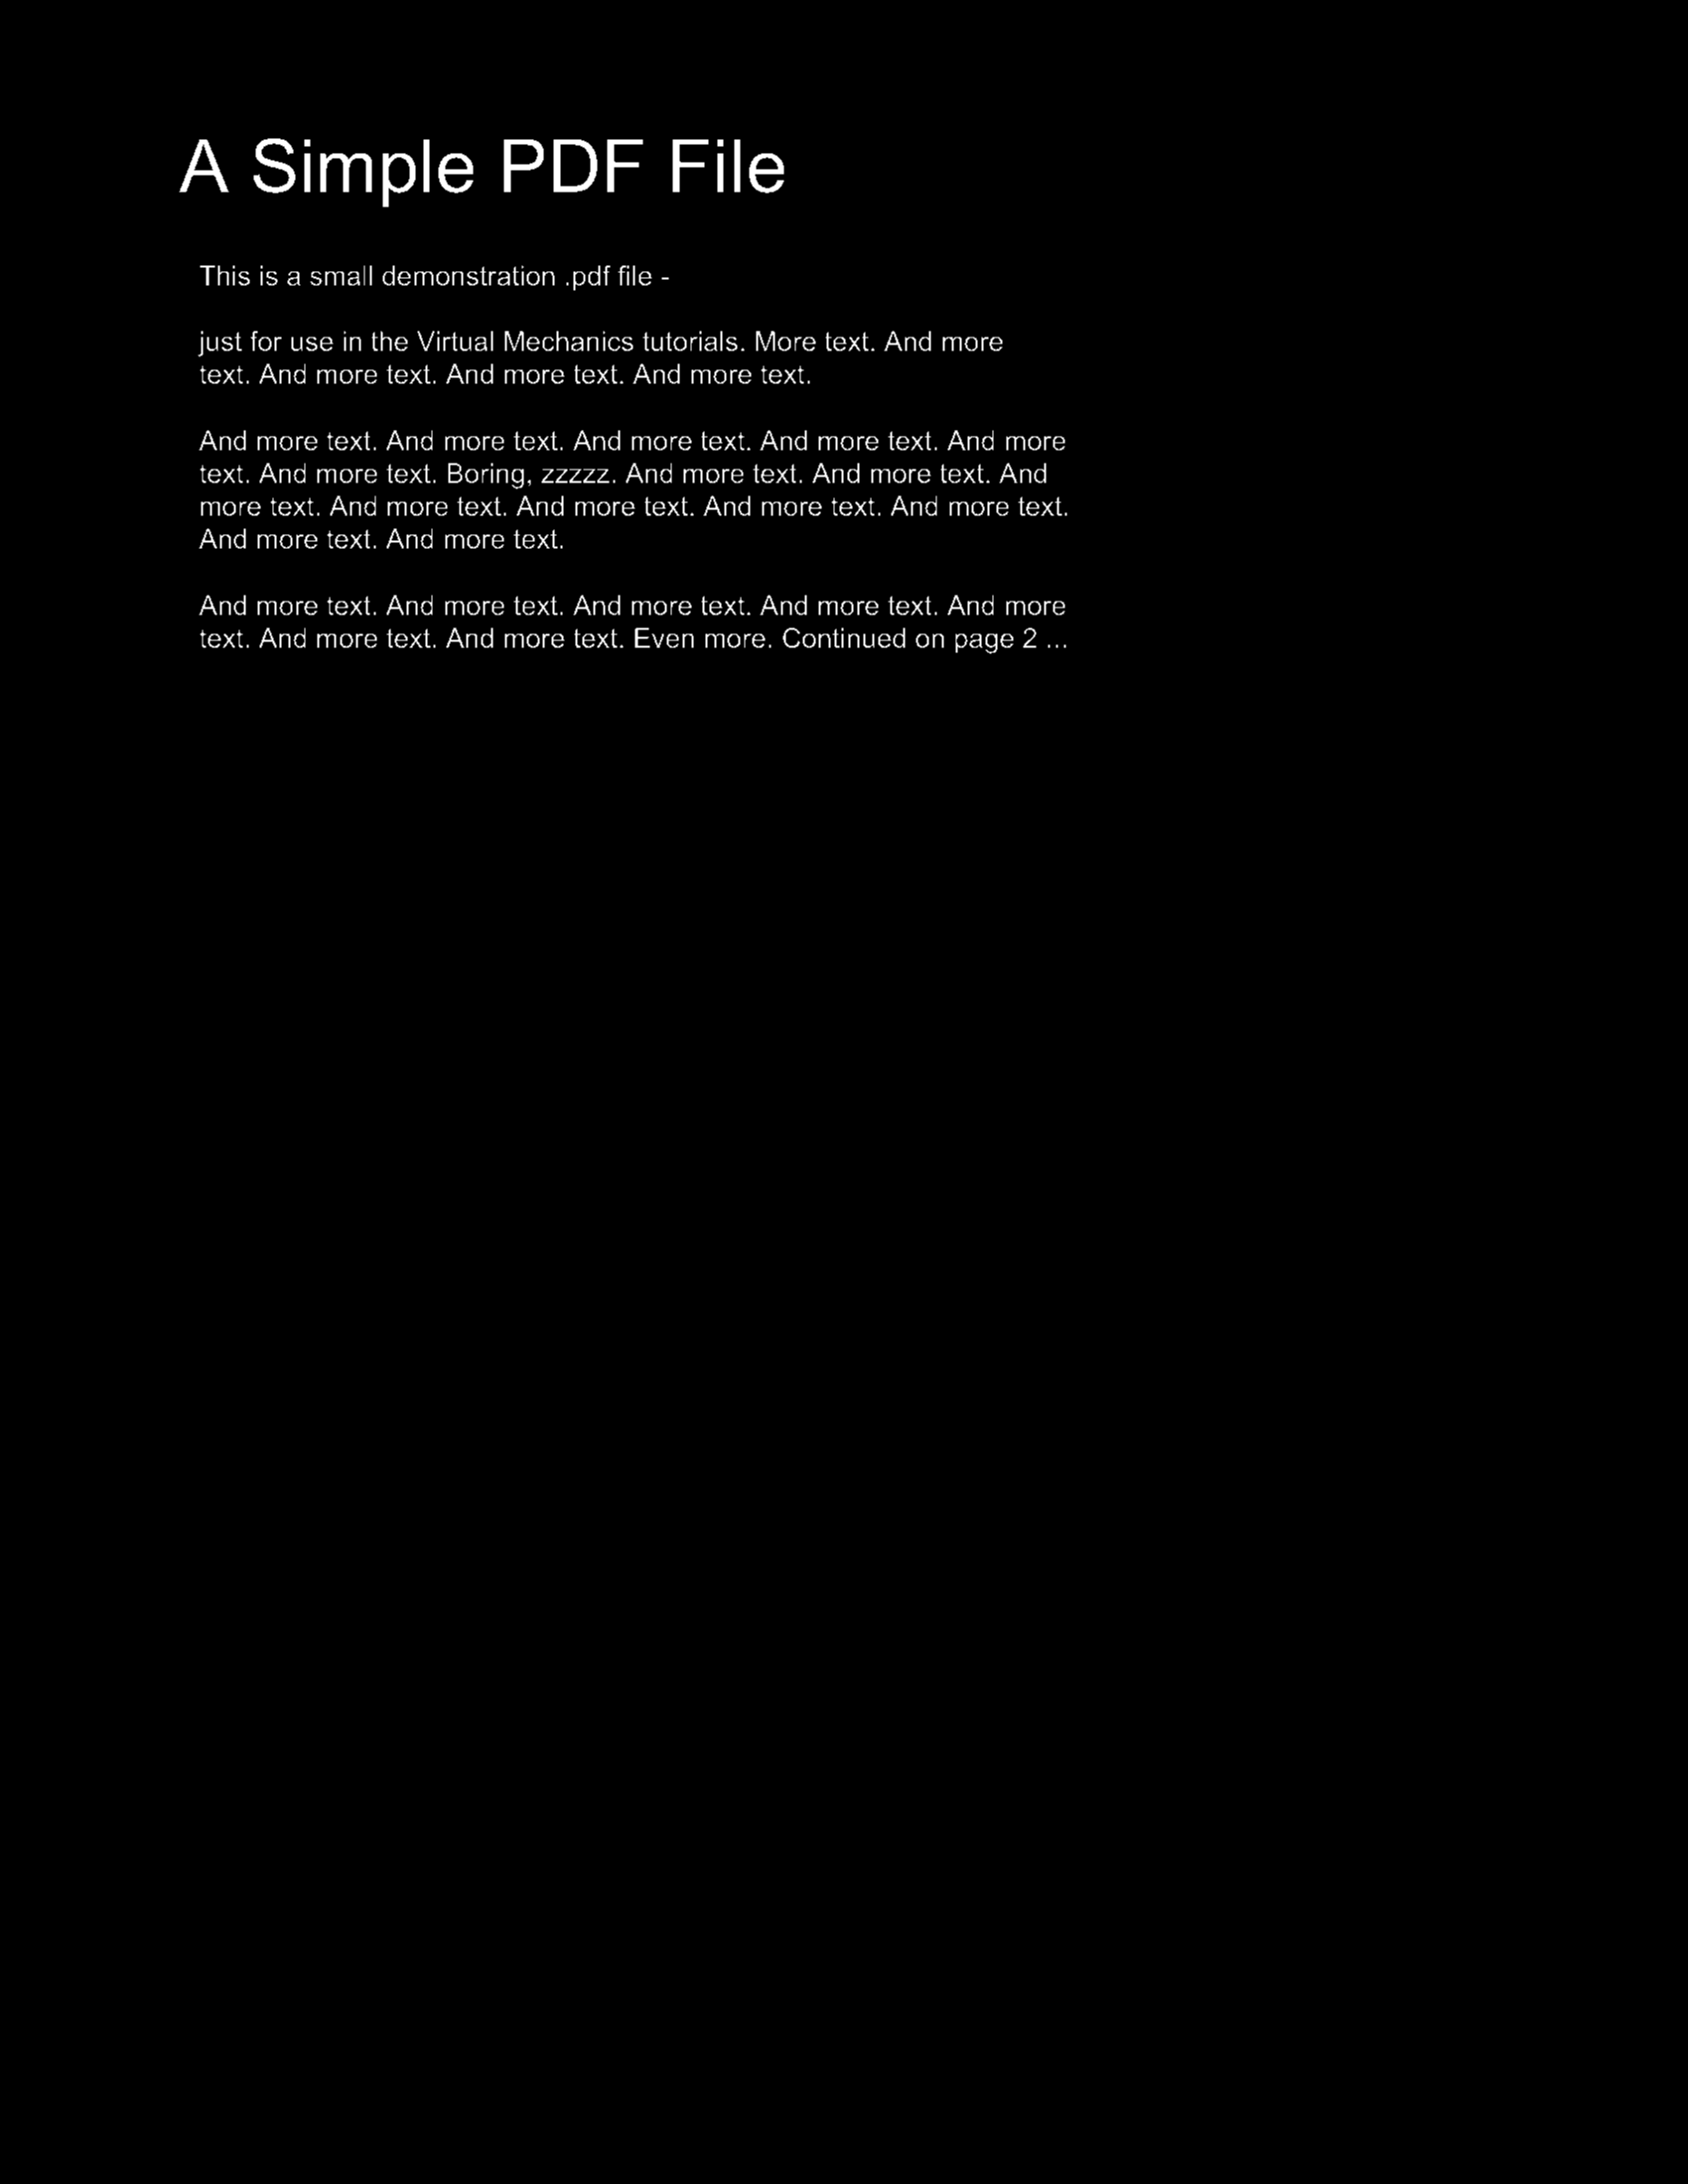 A Simple PDF File
This is a small demonstration .pdf file -
just for use in the Virtual Mechanics tutorials. More text. And more
text. And more text. And more text. And more text.
And more text. And more text. And more text. And more text. And more
text. And more text. Boring, zzzzz. And more text. And more text. And
more text. And more text. And more text. And more text. And more text.
And more text. And more text.
And more text. And more text. And more text. And more text. And more
text. And more text. And more text. Even more. Continued on page 2 ...